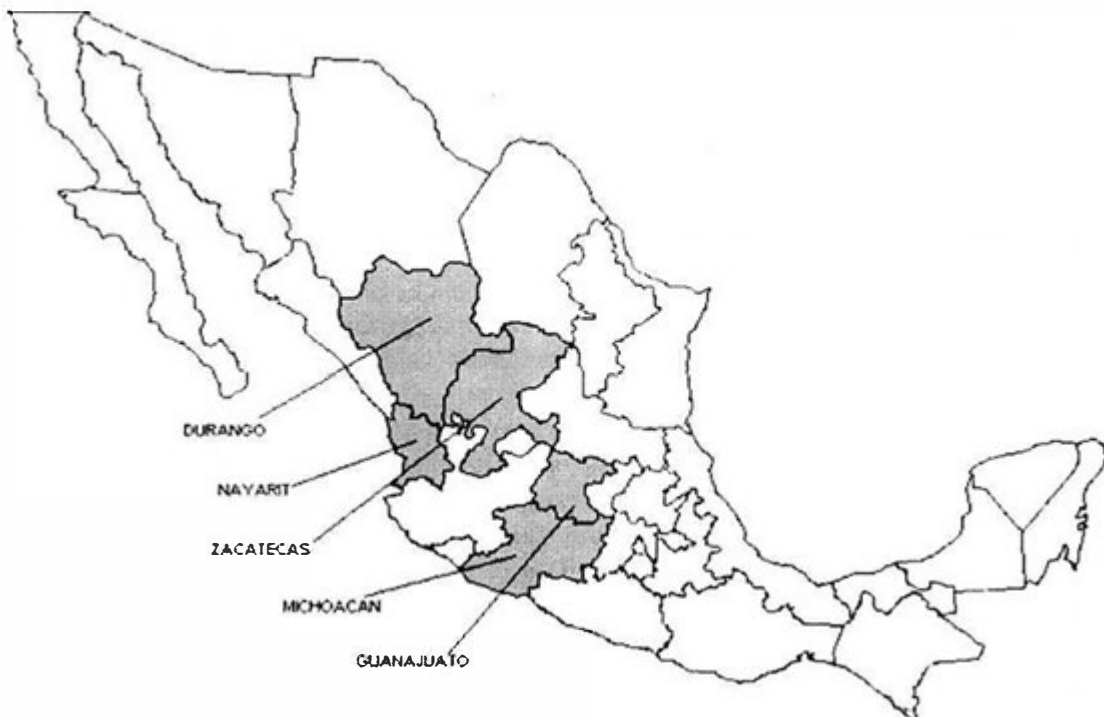 DURANGO
NAYARIT
ZACATECAS
MICHOACAN
GUANAJUATO